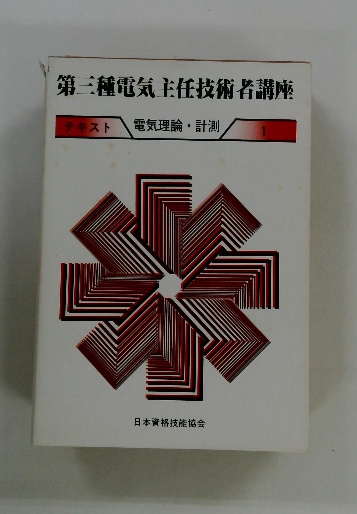 第三種電気主任技術者講座
テキスト 電気理論・計測 1
日本資格技能協会